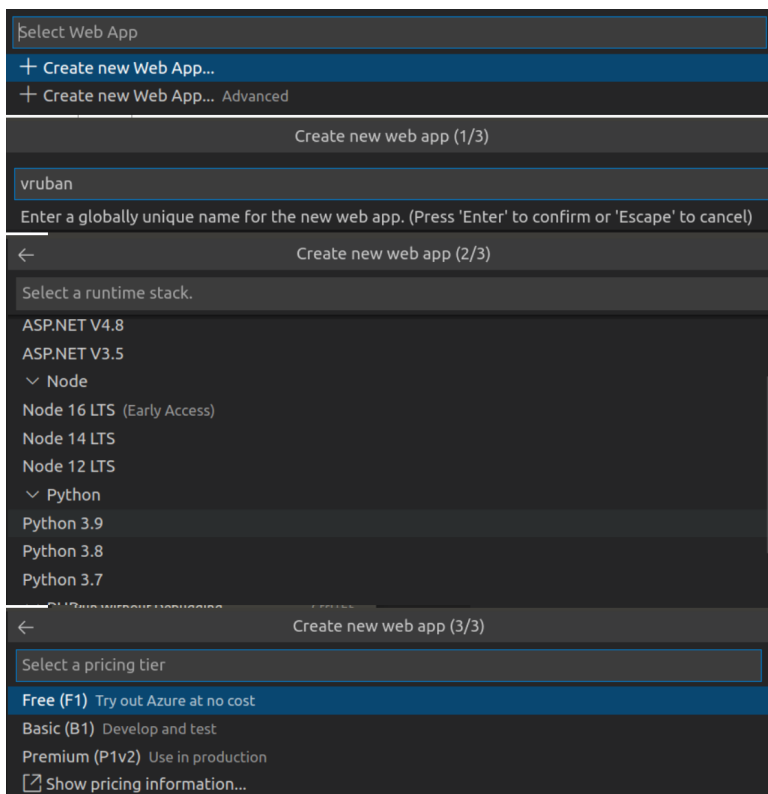 Select Web App
Create new Web App...
Create new Web App... Advanced
Create new web app (1/3)
vruban
Enter a globally unique name for the new web app. (Press 'Enter' to confirm or 'Escape' to cancel)
Create new web app (2/3)
Select a runtime stack.
ASP.NET V4.8
ASP.NET V3.5
Node
Node 16 LTS (Early Access)
Node 14 LTS
Node 12 LTS
Python
Python 3.9
Python 3.8
Python 3.7
Create new web app (3/3)
Select a pricing tier
Free (F1) Try out Azure at no cost
Basic (B1) Develop and test
Premium (P1v2) Use in production
Show pricing information...